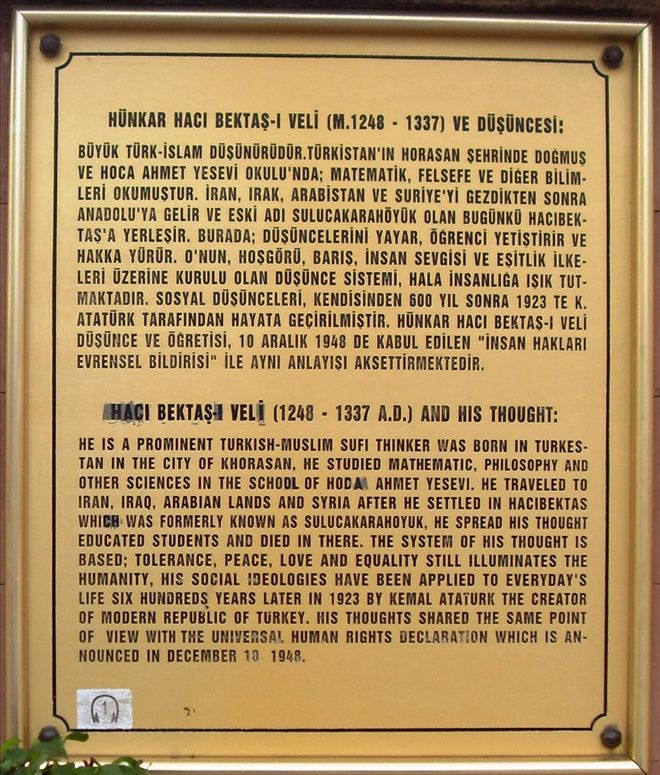 HÜNKAR HACI BEKTAŞ-I VELİ (M.1248 - 1337) VE DÜŞÜNCESİ:
BÜYÜK TÜRK-İSLAM DÜŞÜNÜRÜDÜR.TÜRKİSTAN'IN HORASAN ŞEHRİNDE DOĞMUŞ
VE HOCA AHMET YESEVİ OKULU'NDA; MATEMATİK, FELSEFE VE DİĞER BİLİM-
LERİ OKUMUŞTUR. İRAN, IRAK, ARABİSTAN VE SURİYE'Yİ GEZDİKTEN SONRA
ANADOLU'YA GELİR VE ESKİ ADI SULUCAKARAHÖYÜK OLAN BUGÜNKÜ HACIBEK-
TAŞ'A YERLEŞİR. BURADA; DÜŞÜNCELERİNİ YAYAR, ÖĞRENCİ YETİŞTİRİR VE
HAKKA YÜRÜR. O'NUN, HOŞGÖRÜ, BARIŞ, İNSAN SEVGİSİ VE EŞİTLİK İLKE-
LERİ ÜZERİNE KURULU OLAN DÜŞÜNCE SİSTEMİ, HALA İNSANLIĞA IŞIK TUT-
MAKTADIR. SOSYAL DÜŞÜNCELERİ, KENDİSİNDEN 600 YIL SONRA 1923 TE K.
ATATÜRK TARAFINDAN HAYATA GEÇİRİLMİŞTİR. HÜNKAR HACI BEKTAŞ-I VELİ
DÜŞÜNCE VE ÖĞRETİSİ, 10 ARALIK 1948 DE KABUL EDİLEN "İNSAN HAKLARI
EVRENSEL BİLDİRİSİ" İLE AYNI ANLAYIŞI AKSETTİRMEKTEDİR.
HACI BEKTAŞ-I VELİ (1248 - 1337 A.D.) AND HIS THOUGHT:
HE IS A PROMINENT TURKISH-MUSLIM SUFI THINKER WAS BORN IN TURKES-
TAN IN THE CITY OF KHORASAN, HE STUDIED MATHEMATIC, PHILOSOPHY AND
OTHER SCIENCES IN THE SCHOOL OF HODA AHMET YESEVI. HE TRAVELED TO
IRAN, IRAQ, ARABIAN LANDS AND SYRIA AFTER HE SETTLED IN HACIBEKTAS
WHICH WAS FORMERLY KNOWN AS SULUCAKARAHOYUK, HE SPREAD HIS THOUGHT
EDUCATED STUDENTS AND DIED IN THERE. THE SYSTEM OF HIS THOUGHT IS
BASED; TOLERANCE, PEACE, LOVE AND EQUALITY STILL ILLUMINATES THE
HUMANITY, HIS SOCIAL IDEOLOGIES HAVE BEEN APPLIED TO EVERYDAY'S
LIFE SIX HUNDREDS YEARS LATER IN 1923 BY KEMAL ATATURK THE CREATOR
OF MODERN REPUBLIC OF TURKEY. HIS THOUGHTS SHARED THE SAME POINT
OF VIEW WITH THE UNIVERSAL HUMAN RIGHTS DECLARATION WHICH IS AN-
NOUNCED IN DECEMBER 10 1948.
1